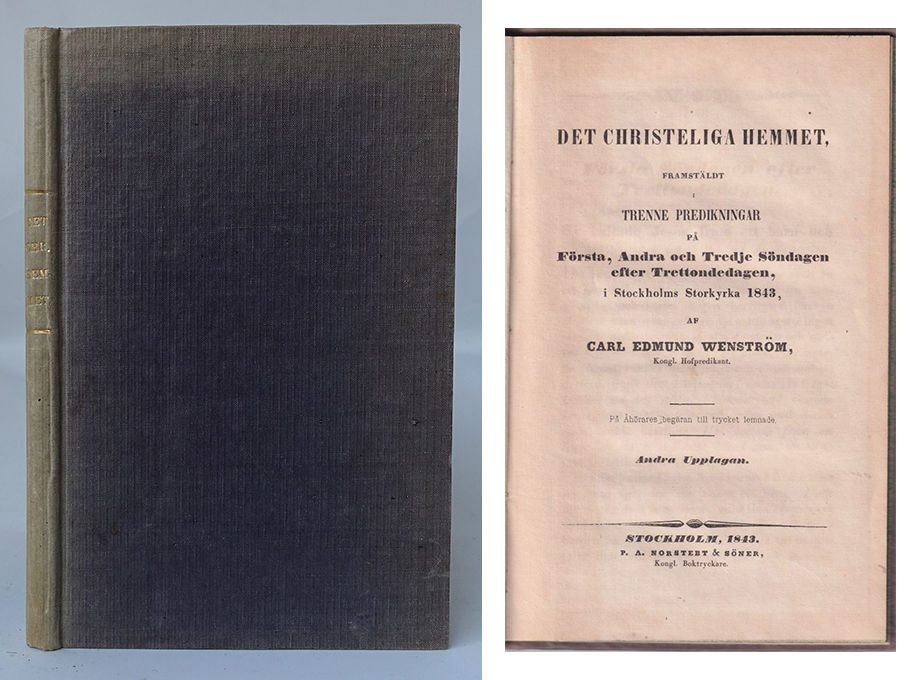 DET CHRISTELIGA HEMMET,
FRAMSTÄLDT
i
TRENNE PREDIKNINGAR
PÅ
Första, Andra och Tredje Söndagen
efter Trettondedagen,
i Stockholms Storkyrka 1843,
AF
CARL EDMUND WENSTRÖM,
Kongl. Hofpredikant.
På Åhörares begäran till trycket lemnade.
Andra Upplagan.
STOCKHOLM, 1843.
P. A. NORSTEDT & SÖNER,
Kongl. Boktryckare.